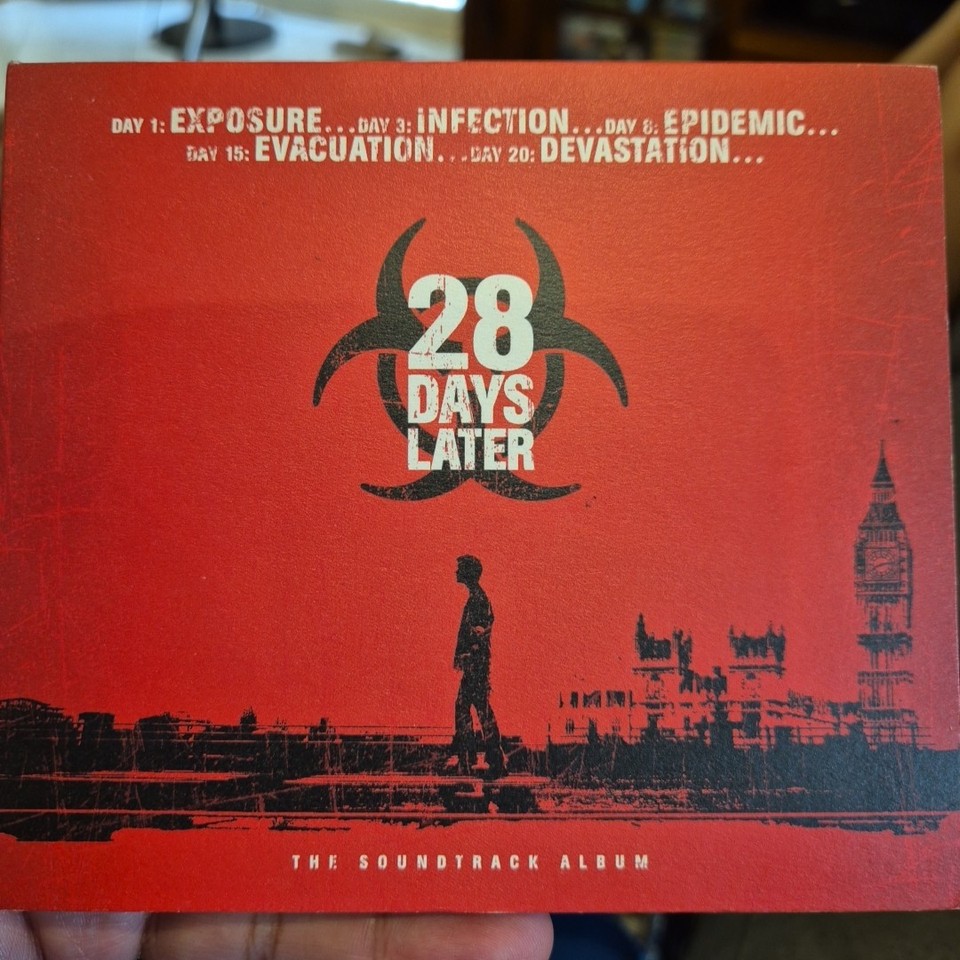 DAY 1: EXPOSURE...DAY 3: INFECTION...DAY 8: EPIDEMIC...
DAY 15: EVACUATION...DAY 20: DEVASTATION...
28
DAYS
LATER
THE SOUNDTRACK ALBUM